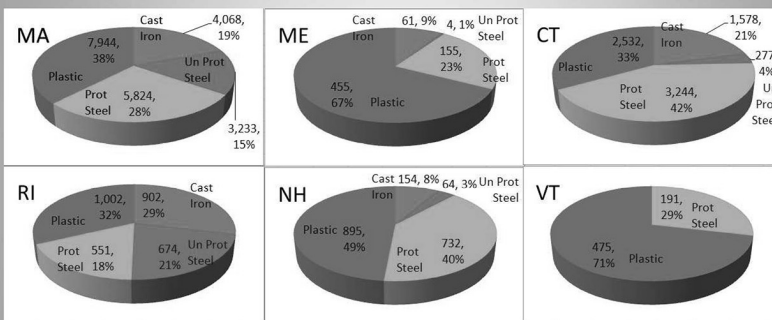 MA
Cast
Iron
4,068,
19%
Un Prot
Steel
3,233,
15%
Prot
Steel
5,824,
28%
Plastic
7,944,
38%
ME
Cast
Iron
61, 9%
4, 1%
Un Prot
Steel
155,
23%
Prot
Steel
455,
67%
Plastic
CT
Cast
Iron
1,578,
21%
277
4%
Prot
Steel
3,244,
42%
Plastic
2,532,
33%
RI
Cast
Iron
902,
29%
Un Prot
Steel
674,
21%
Prot
Steel
551,
18%
Plastic
1,002,
32%
NH
Cast
Iron
154, 8%
64, 3%
Un Prot
Steel
Prot
Steel
732,
40%
Plastic
895,
49%
VT
191,
29%
Prot
Steel
475,
71%
Plastic